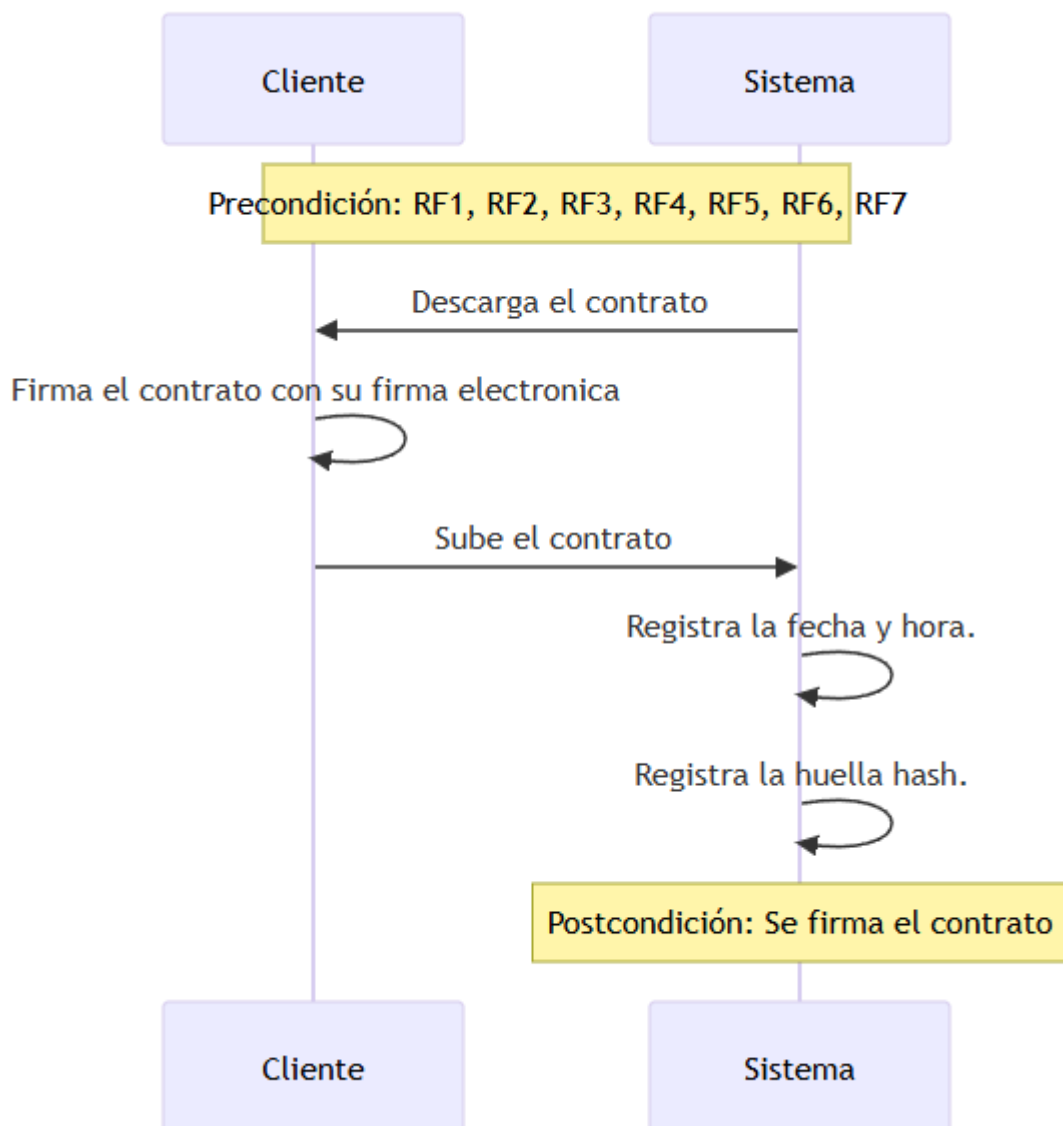 Cliente
Sistema
Precondición: RF1, RF2, RF3, RF4, RF5, RF6, RF7
Descarga el contrato
Firma el contrato con su firma electronica
Sube el contrato
Registra la fecha y hora.
Registra la huella hash.
Postcondición: Se firma el contrato
Cliente
Sistema